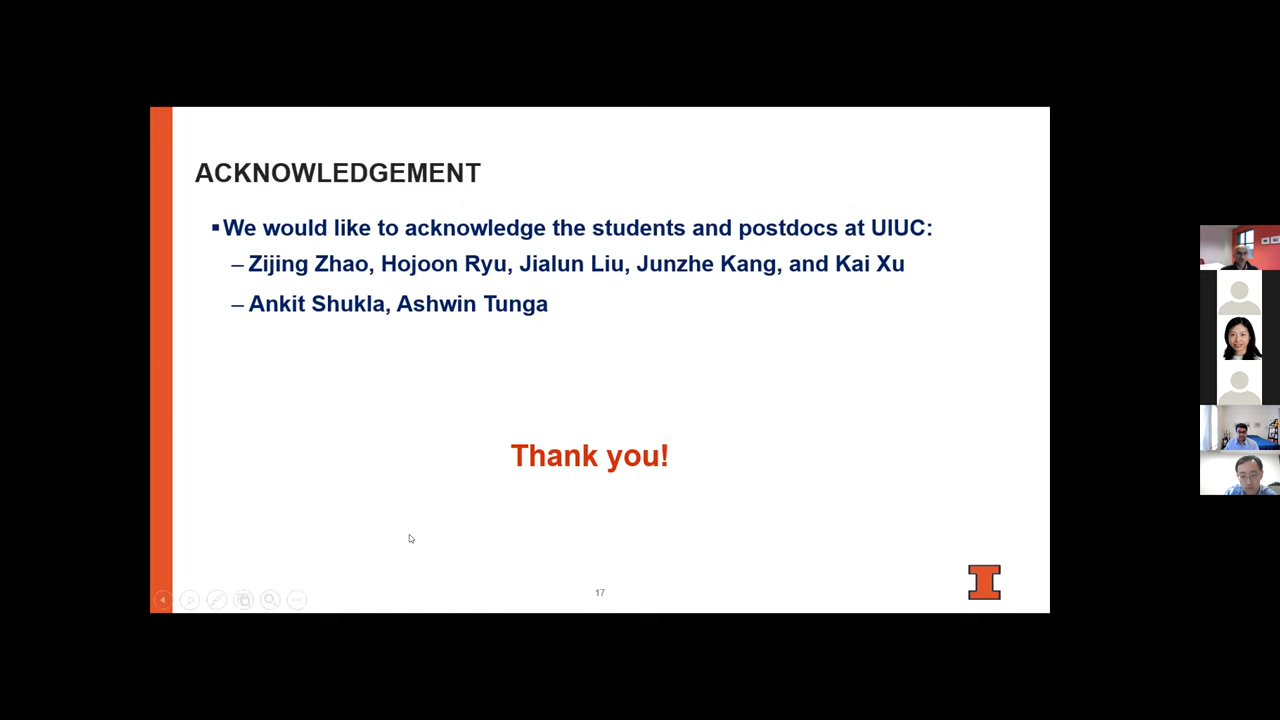 ACKNOWLEDGEMENT
▪We would like to acknowledge the students and postdocs at UIUC:
– Zijing Zhao, Hojoon Ryu, Jialun Liu, Junzhe Kang, and Kai Xu
– Ankit Shukla, Ashwin Tunga
Thank you!
17
I